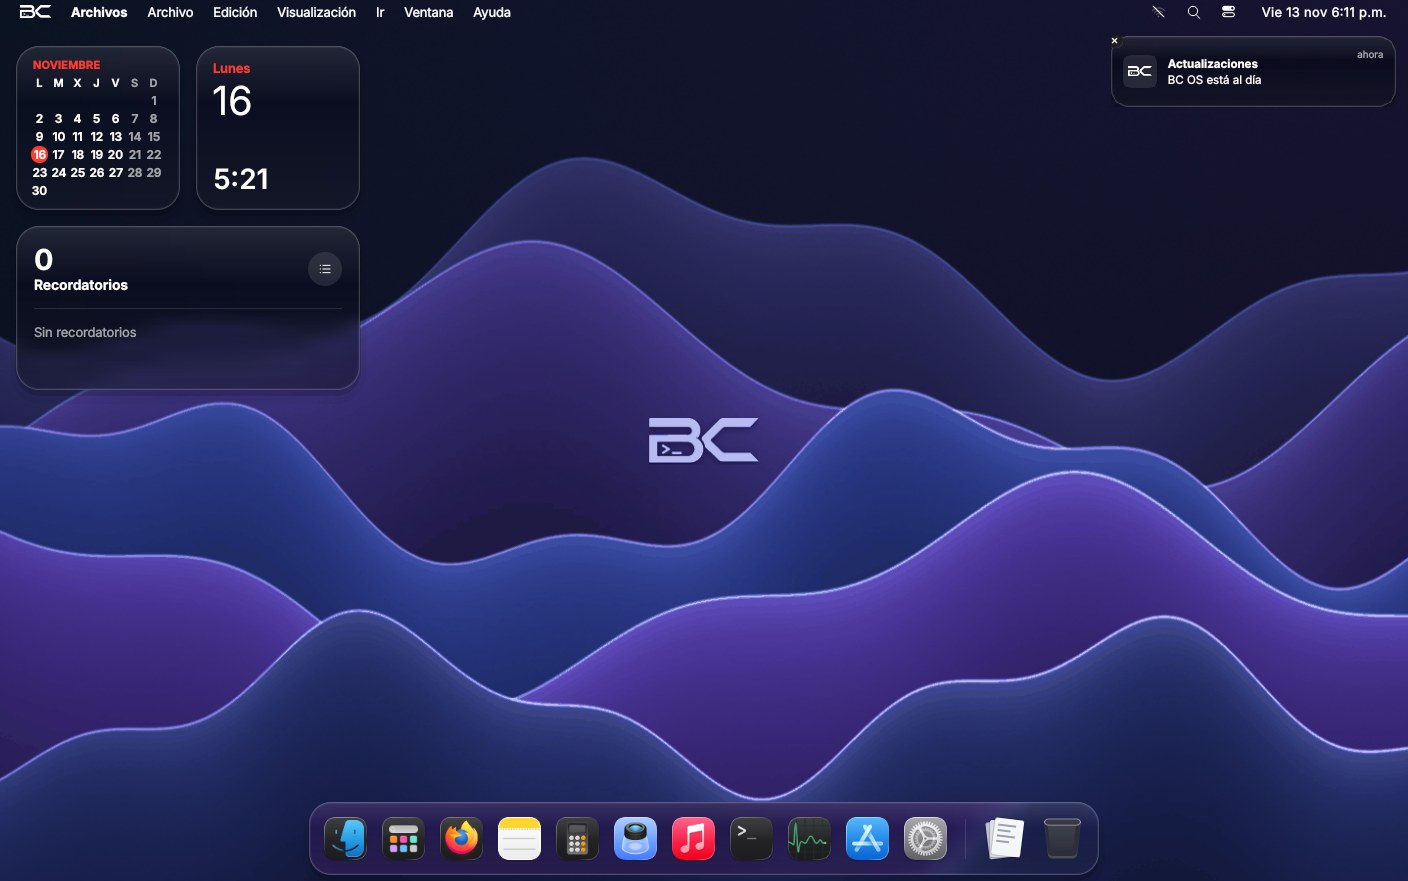 BC Archivos Archivo Edición Visualización Ir Ventana Ayuda Vie 13 nov 6:11 p.m.
NOVIEMBRE
L M X J V S D
1
2 3 4 5 6 7 8
9 10 11 12 13 14 15
16 17 18 19 20 21 22
23 24 25 26 27 28 29
30
Lunes
16
5:21
BC
Actualizaciones
ahora
BC OS está al día
0
Recordatorios
Sin recordatorios
BC
>_
>_